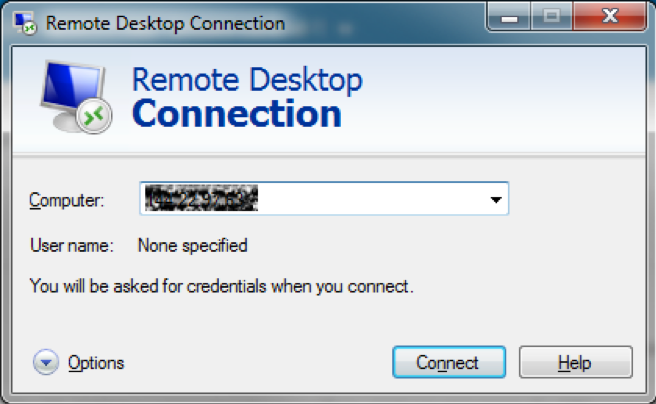 Remote Desktop Connection
Remote Desktop
Connection
Computer:
User name: None specified
You will be asked for credentials when you connect.
Options Connect Help